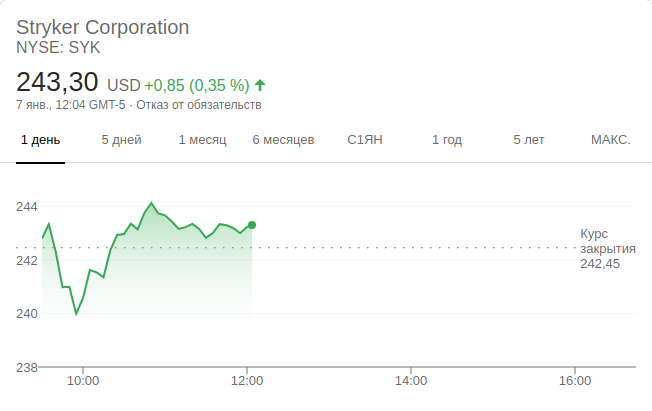 Stryker Corporation
NYSE: SYK
243,30 USD +0,85 (0,35 %)
7 янв., 12:04 GMT-5 · Отказ от обязательств
1 день 5 дней 1 месяц 6 месяцев С1ЯН 1 год 5 лет МАКС.
244
Курс
закрытия
242,45
242
240
238
10:00 12:00 14:00 16:00